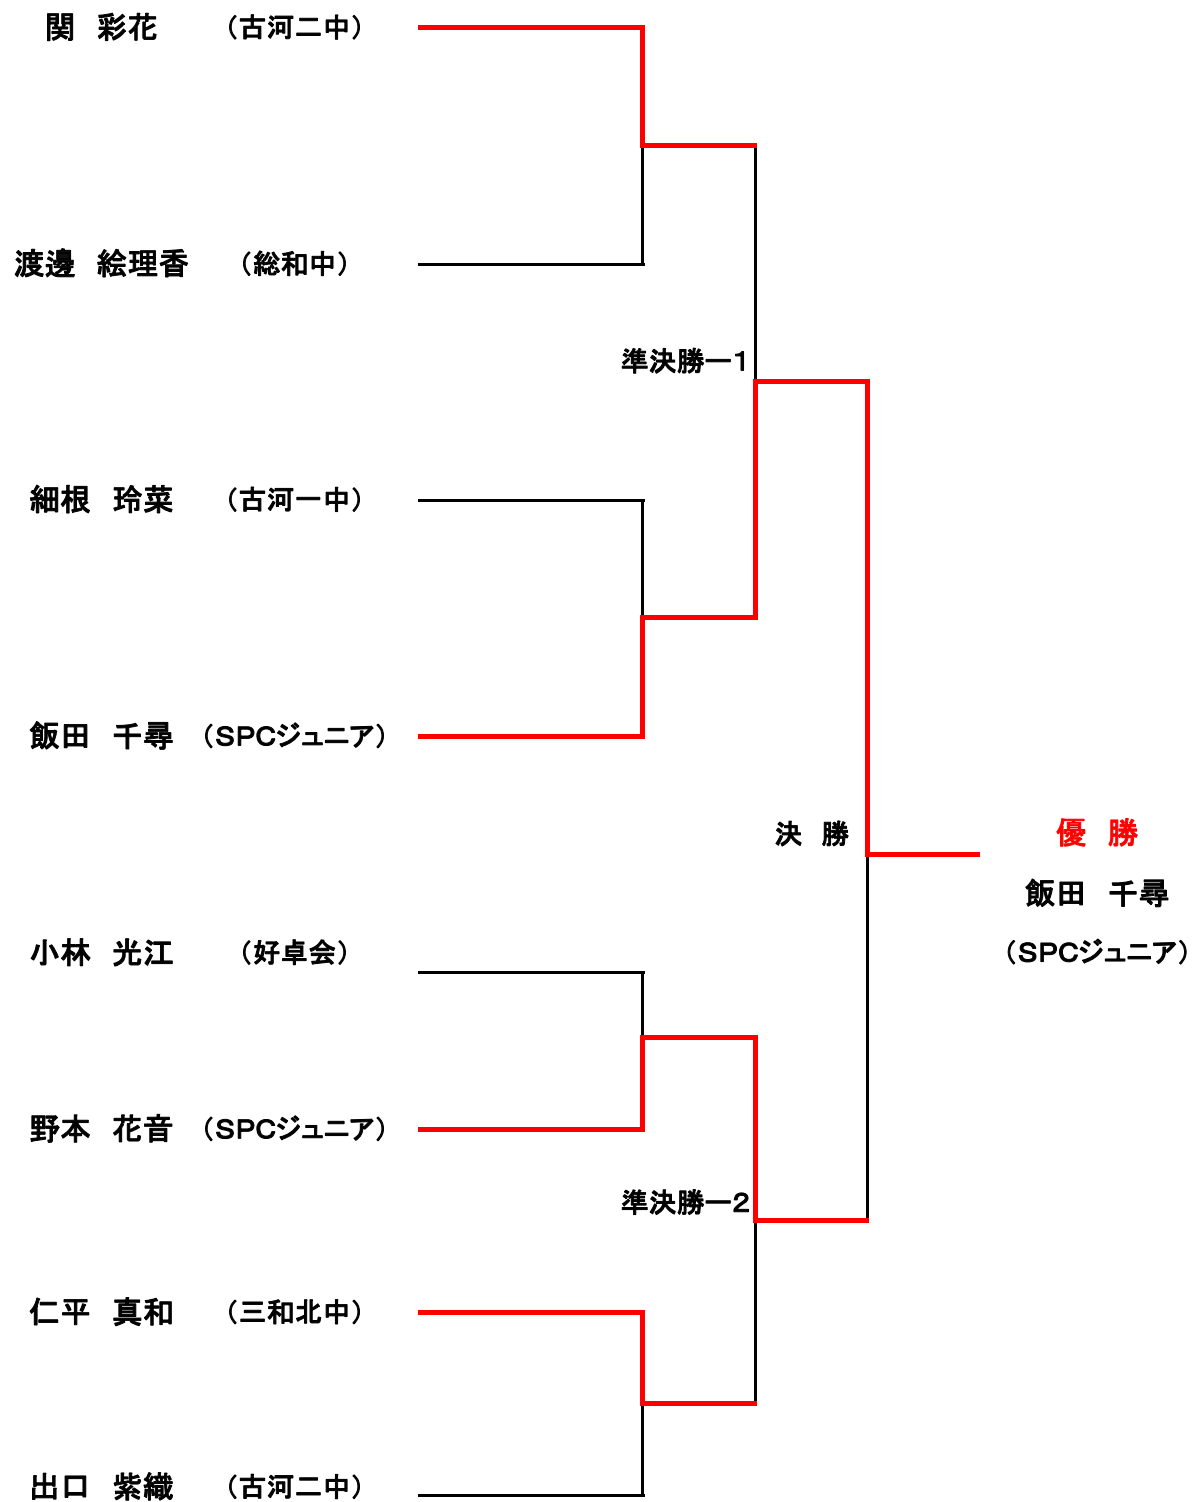 関 彩花 （古河二中）
渡邊 絵理香 （総和中）
準決勝ー１
細根 玲菜 （古河一中）
飯田 千尋 （ＳＰＣジュニア）
決 勝
優 勝
飯田 千尋
（ＳＰＣジュニア）
小林 光江 （好卓会）
野本 花音 （ＳＰＣジュニア）
準決勝ー２
仁平 真和 （三和北中）
出口 紫織 （古河二中）